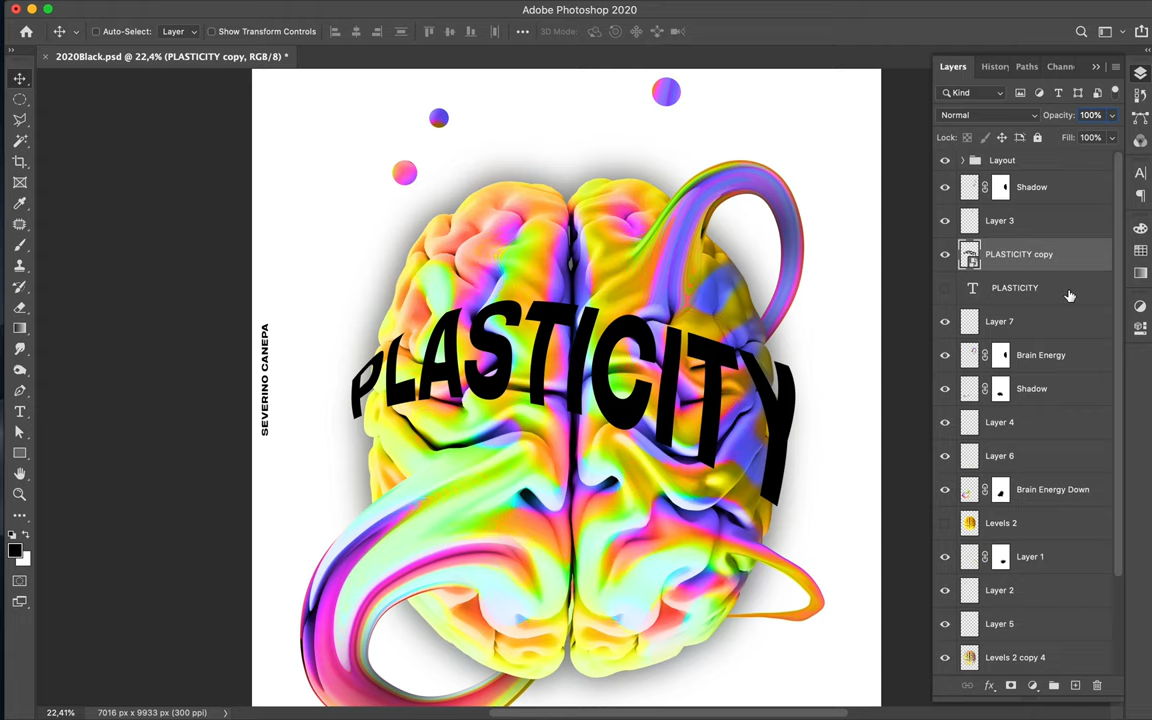 Adobe Photoshop 2020
Auto-Select: Layer Show Transform Controls 3D Mode:
2020Black.psd @ 22,4% (PLASTICITY copy, RGB/8) *
Layers History Paths Chann
Kind
Normal Opacity: 100%
Lock: Fill: 100%
Layout
Shadow
Layer 3
PLASTICITY copy
PLASTICITY
Layer 7
Brain Energy
Shadow
Layer 4
Layer 6
Brain Energy Down
Levels 2
Layer 1
Layer 2
Layer 5
Levels 2 copy 4
PLASTICITY
SEVERINO CANEPA
22,41% 7016 px x 9933 px (300 ppi)